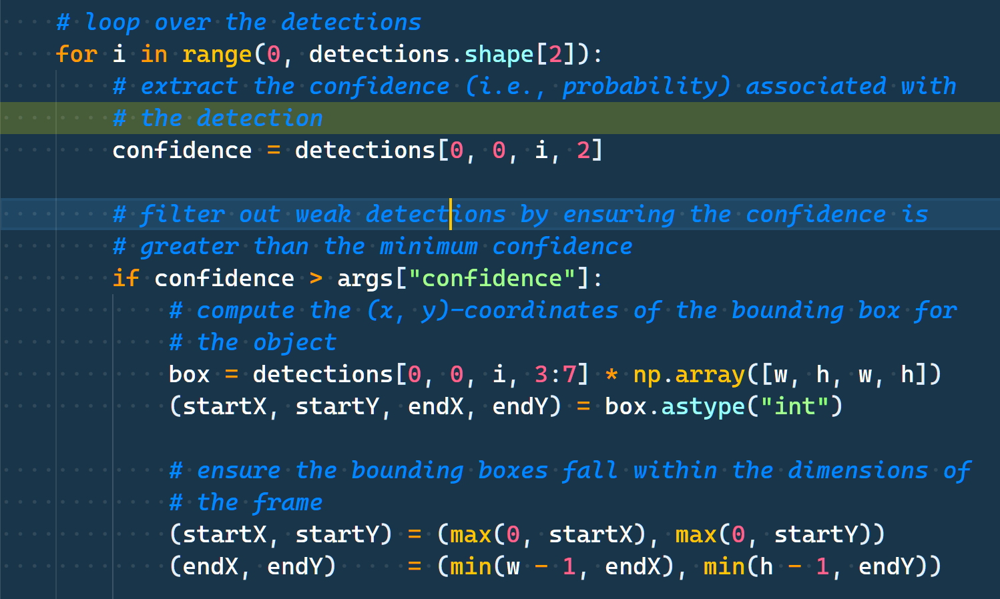 # loop over the detections
for i in range(0, detections.shape[2]):
# extract the confidence (i.e., probability) associated with
# the detection
confidence = detections[0, 0, i, 2]
# filter out weak detections by ensuring the confidence is
# greater than the minimum confidence
if confidence > args["confidence"]:
# compute the (x, y)-coordinates of the bounding box for
# the object
box = detections[0, 0, i, 3:7] * np.array([w, h, w, h])
(startX, startY, endX, endY) = box.astype("int")
# ensure the bounding boxes fall within the dimensions of
# the frame
(startX, startY) = (max(0, startX), max(0, startY))
(endX, endY)     = (min(w - 1, endX), min(h - 1, endY))